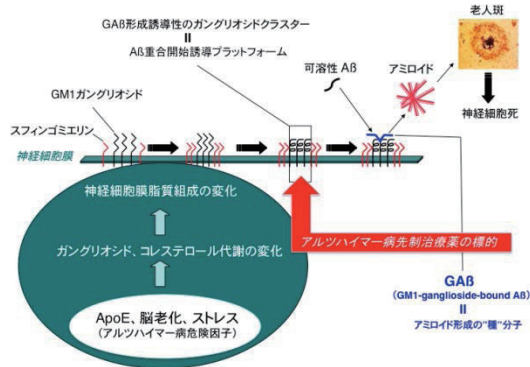 GAß形成誘導性のガングリオシドクラスター
II
Aß重合開始誘導プラットフォーム
老人斑
可溶性 Aß
アミロイド
GM1ガングリオシド
神経細胞死
スフィンゴミエリン
神経細胞膜
神経細胞膜脂質組成の変化
アルツハイマー病先制治療薬の標的
ガングリオシド、コレステロール代謝の変化
GAß
(GM1-ganglioside-bound Aß)
II
アミロイド形成の"種"分子
ApoE、脳老化、ストレス
(アルツハイマー病危険因子)